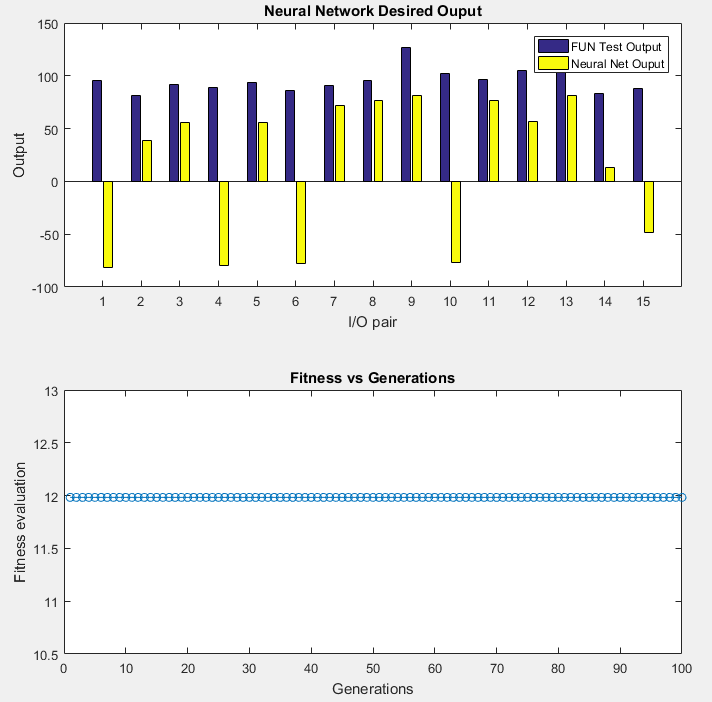 Neural Network Desired Ouput
150
100
50
0
-50
-100
Output
FUN Test Output
Neural Net Ouput
1 2 3 4 5 6 7 8 9 10 11 12 13 14 15
I/O pair
Fitness vs Generations
13
12.5
12
11.5
11
10.5
Fitness evaluation
0 10 20 30 40 50 60 70 80 90 100
Generations